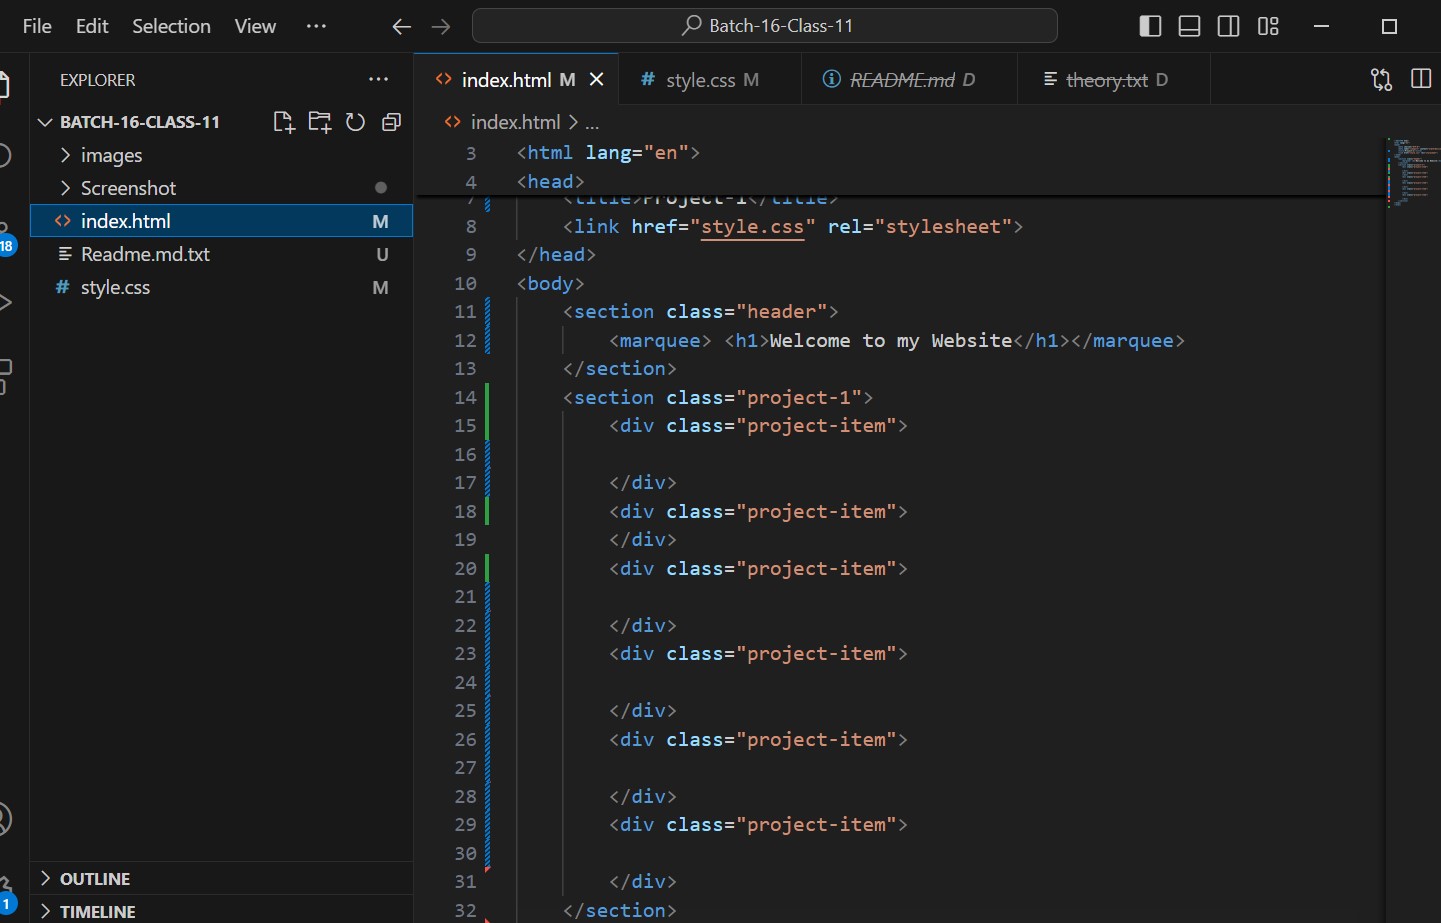 File Edit Selection View ··· Batch-16-Class-11
EXPLORER
BATCH-16-CLASS-11
images
Screenshot
index.html M
Readme.md.txt U
style.css M
OUTLINE
TIMELINE
18
1
index.html M style.css M README.md D theory.txt D
index.html > ...
3 <html lang="en">
4 <head>
7 <title>Project-1</title>
8 <link href="style.css" rel="stylesheet">
9 </head>
10 <body>
11 <section class="header">
12 <marquee> <h1>Welcome to my Website</h1></marquee>
13 </section>
14 <section class="project-1">
15 <div class="project-item">
16
17 </div>
18 <div class="project-item">
19 </div>
20 <div class="project-item">
21
22 </div>
23 <div class="project-item">
24
25 </div>
26 <div class="project-item">
27
28 </div>
29 <div class="project-item">
30
31 </div>
32 </section>